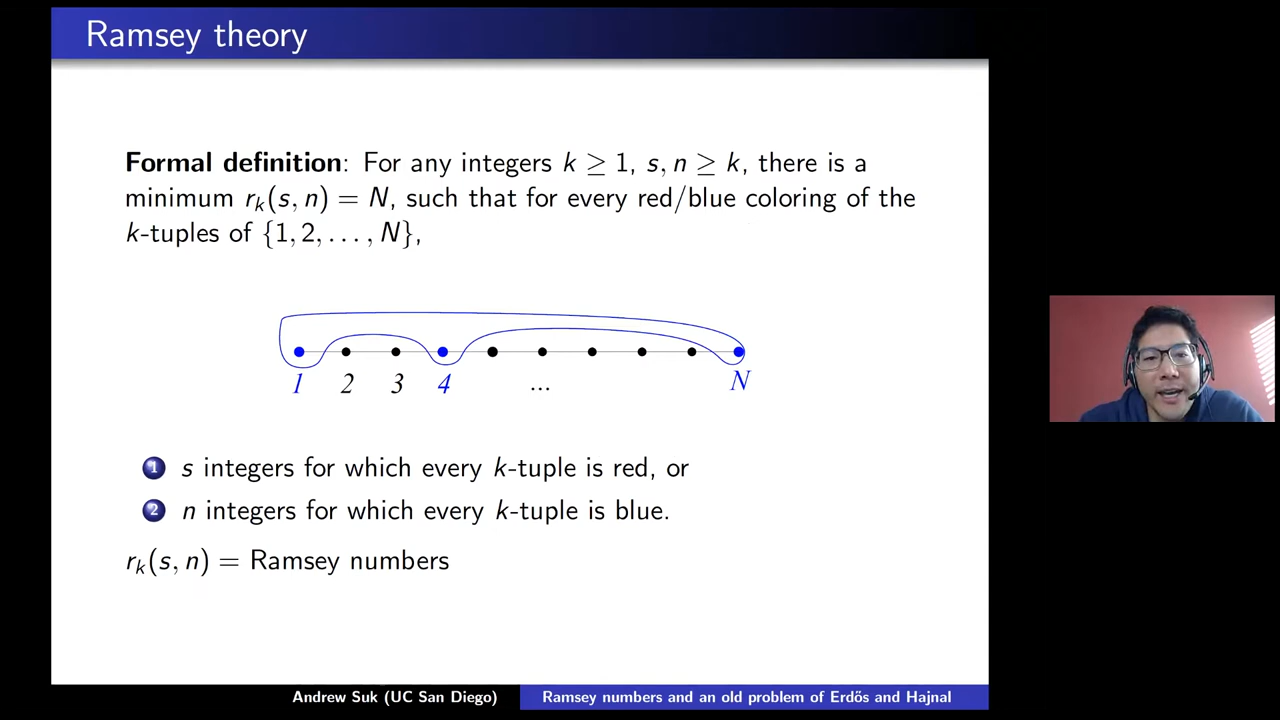 Ramsey theory
Formal definition: For any integers k ≥ 1, s, n ≥ k, there is a
minimum r_k(s, n) = N, such that for every red/blue coloring of the
k-tuples of {1, 2, . . . , N},
1 2 3 4 ... N
1 s integers for which every k-tuple is red, or
2 n integers for which every k-tuple is blue.
r_k(s, n) = Ramsey numbers
Andrew Suk (UC San Diego) Ramsey numbers and an old problem of Erdős and Hajnal